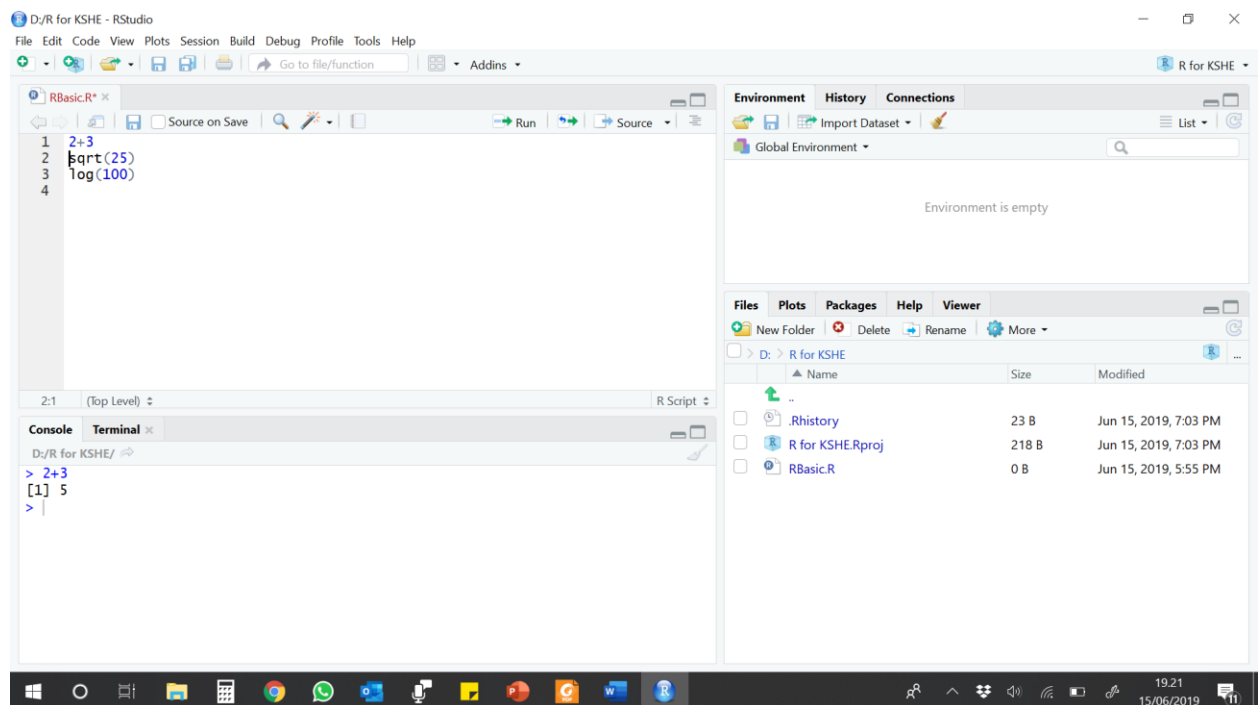 D:/R for KSHE - RStudio
File Edit Code View Plots Session Build Debug Profile Tools Help
Go to file/function Addins R for KSHE
RBasic.R*
Source on Save Run Source
1 2+3
2 sqrt(25)
3 log(100)
4
2:1 (Top Level) R Script
Console Terminal
D:/R for KSHE/
> 2+3
[1] 5
>
Environment History Connections
Import Dataset List
Global Environment
Environment is empty
Files Plots Packages Help Viewer
New Folder Delete Rename More
D: > R for KSHE ...
Name Size Modified
..
.Rhistory 23 B Jun 15, 2019, 7:03 PM
R for KSHE.Rproj 218 B Jun 15, 2019, 7:03 PM
RBasic.R 0 B Jun 15, 2019, 5:55 PM
19.21
15/06/2019
11